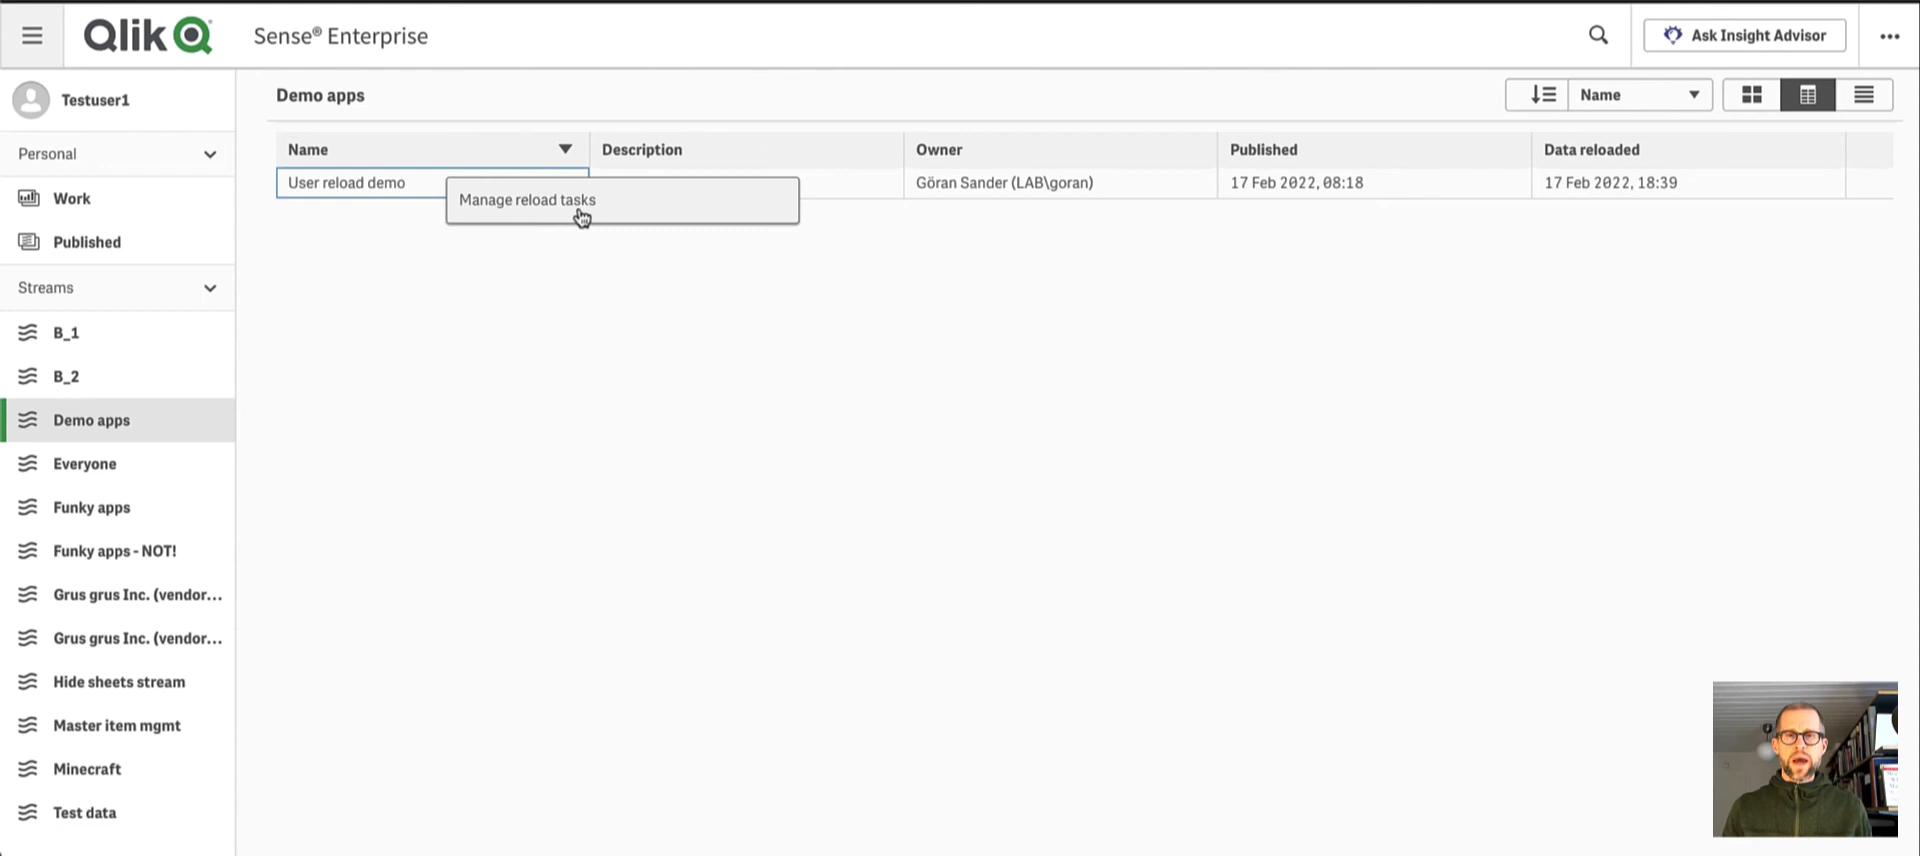 Qlik Sense® Enterprise
Ask Insight Advisor
Testuser1
Personal
Work
Published
Streams
B_1
B_2
Demo apps
Everyone
Funky apps
Funky apps - NOT!
Grus grus Inc. (vendor...
Grus grus Inc. (vendor...
Hide sheets stream
Master item mgmt
Minecraft
Test data
Demo apps
Name
Name Description Owner Published Data reloaded
User reload demo Göran Sander (LAB\goran) 17 Feb 2022, 08:18 17 Feb 2022, 18:39
Manage reload tasks